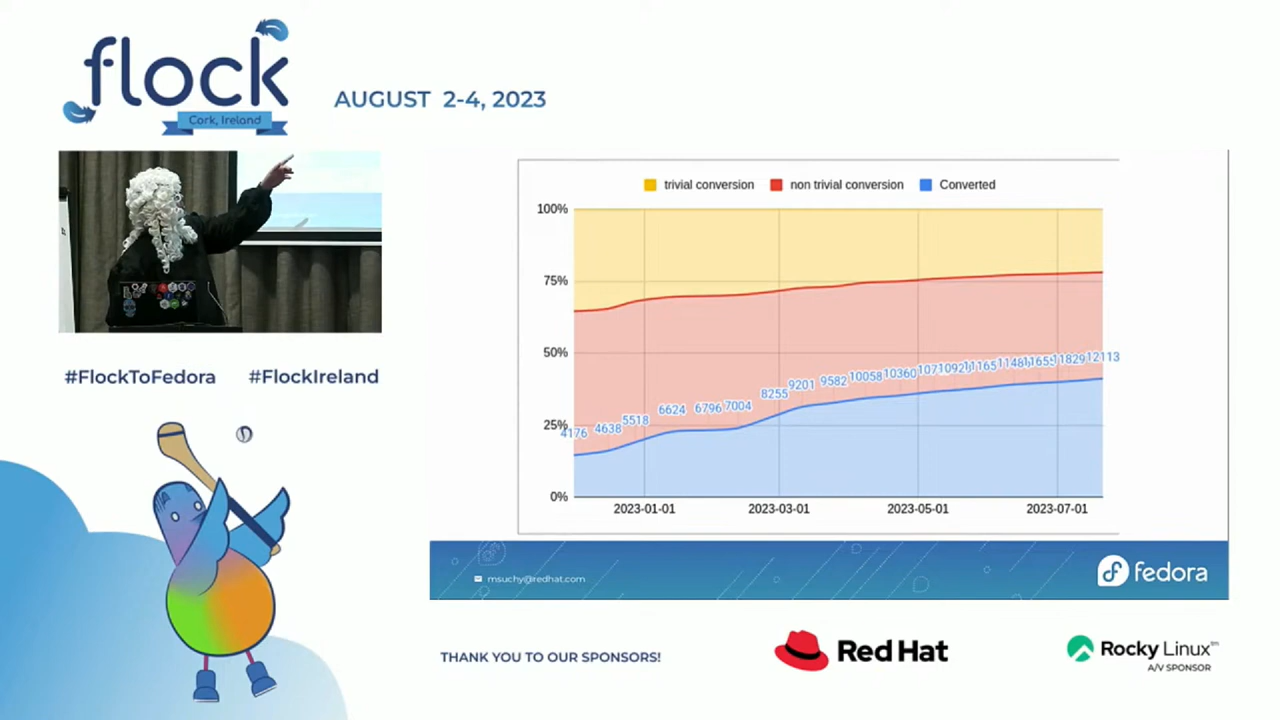 flock
Cork, Ireland
AUGUST 2-4, 2023
#FlockToFedora #FlockIreland
trivial conversion non trivial conversion Converted
100%
75%
50%
25%
0%
4176 4638 5518 6624 6796 7004 8255 9201 9582 10058 10360 11829 12113
2023-01-01 2023-03-01 2023-05-01 2023-07-01
msuchy@redhat.com
fedora
THANK YOU TO OUR SPONSORS!
Red Hat
Rocky Linux™
A/V SPONSOR